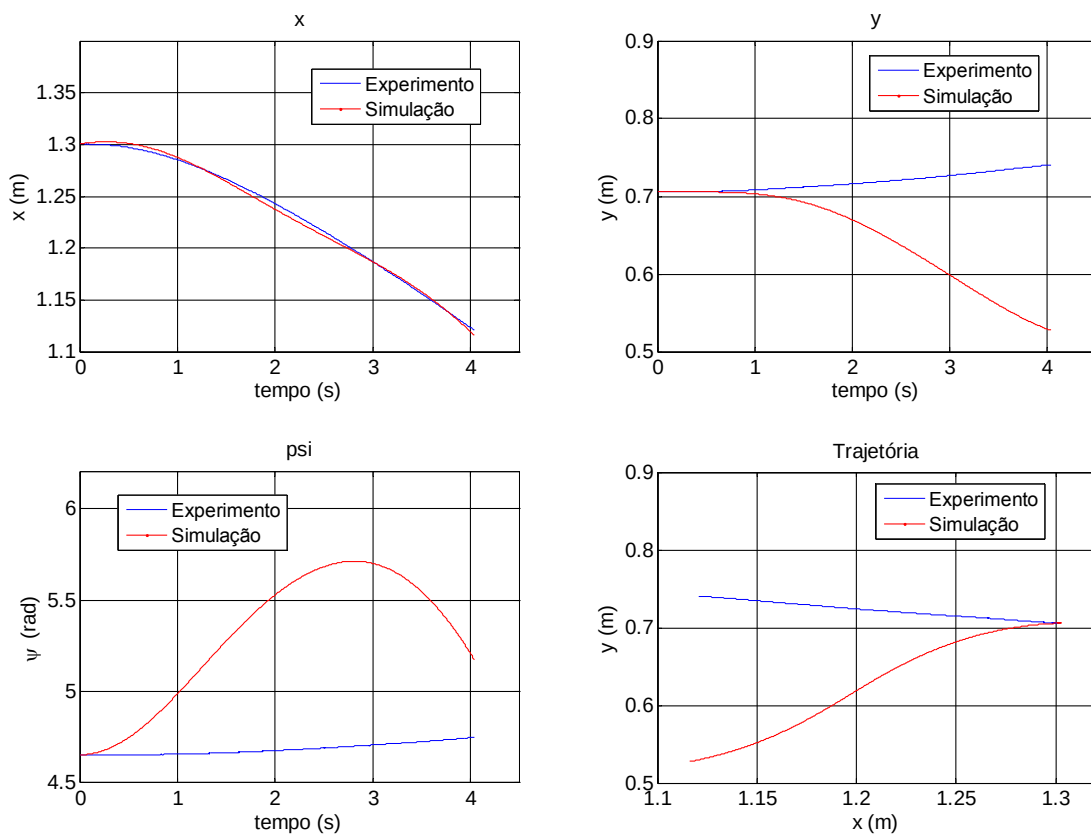 x
Experimento
Simulação
1.35
1.3
1.25
1.2
1.15
1.1
x (m)
0
1
2
3
4
tempo (s)
y
Experimento
Simulação
0.9
0.8
0.7
0.6
0.5
y (m)
0
1
2
3
4
tempo (s)
psi
Experimento
Simulação
6
5.5
5
4.5
ψ (rad)
0
1
2
3
4
tempo (s)
Trajetória
Experimento
Simulação
0.9
0.8
0.7
0.6
0.5
y (m)
1.1
1.15
1.2
1.25
1.3
x (m)